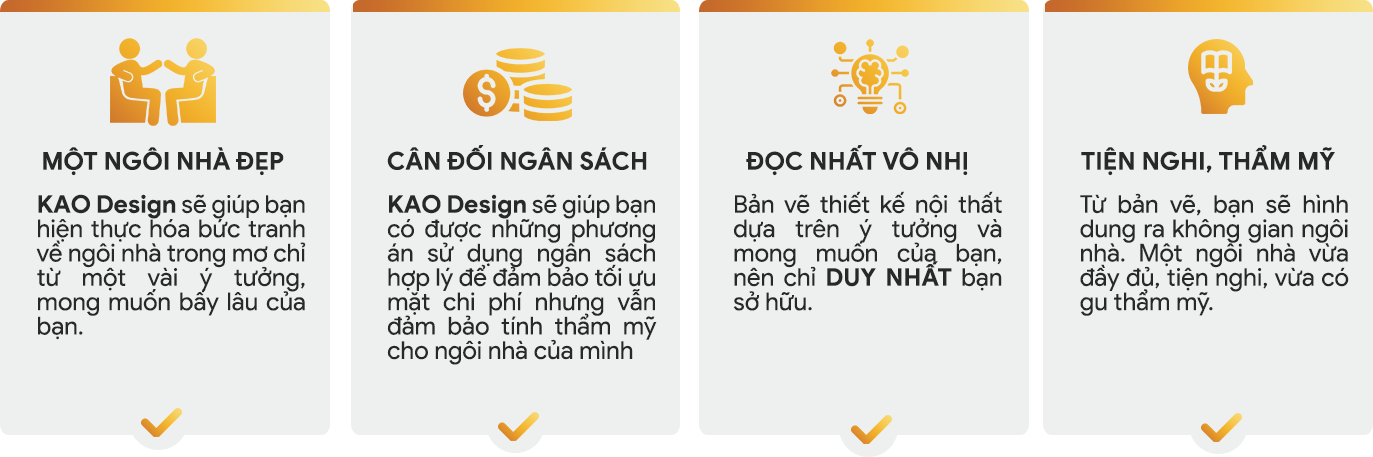 MỘT NGÔI NHÀ ĐẸP
KAO Design sẽ giúp bạn
hiện thực hóa bức tranh
về ngôi nhà trong mơ chỉ
từ một vài ý tưởng,
mong muốn bấy lâu của
bạn.
CÂN ĐỐI NGÂN SÁCH
KAO Design sẽ giúp bạn
có được những phương
án sử dụng ngân sách
hợp lý để đảm bảo tối ưu
mặt chi phí nhưng vẫn
đảm bảo tính thẩm mỹ
cho ngôi nhà của mình
ĐỌC NHẤT VÔ NHỊ
Bản vẽ thiết kế nội thất
dựa trên ý tưởng và
mong muốn của bạn,
nên chỉ DUY NHẤT bạn
sở hữu.
TIỆN NGHI, THẨM MỸ
Từ bản vẽ, bạn sẽ hình
dung ra không gian ngôi
nhà. Một ngôi nhà vừa
đầy đủ, tiện nghi, vừa có
gu thẩm mỹ.